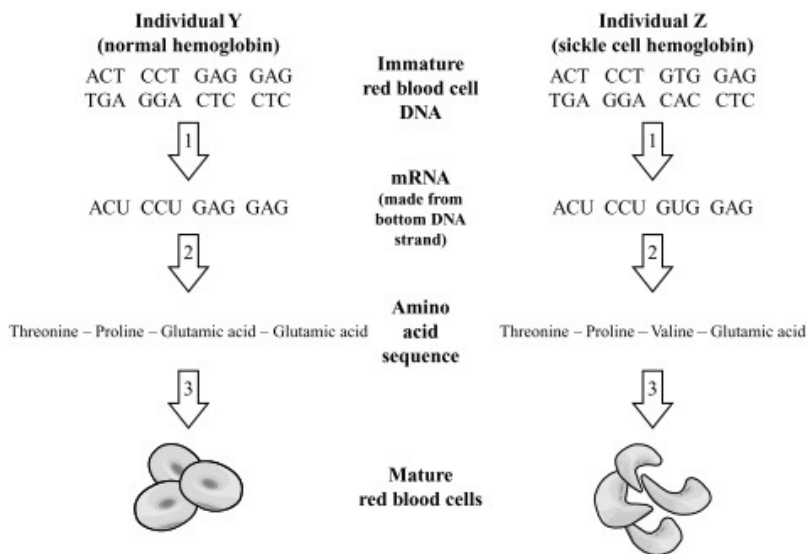 Individual Y
(normal hemoglobin)
ACT CCT GAG GAG
TGA GGA CTC CTC
1
ACU CCU GAG GAG
2
Threonine – Proline – Glutamic acid – Glutamic acid
3
Immature
red blood cell
DNA
mRNA
(made from
bottom DNA
strand)
Amino
acid
sequence
Mature
red blood cells
Individual Z
(sickle cell hemoglobin)
ACT CCT GTG GAG
TGA GGA CAC CTC
1
ACU CCU GUG GAG
2
Threonine – Proline – Valine – Glutamic acid
3